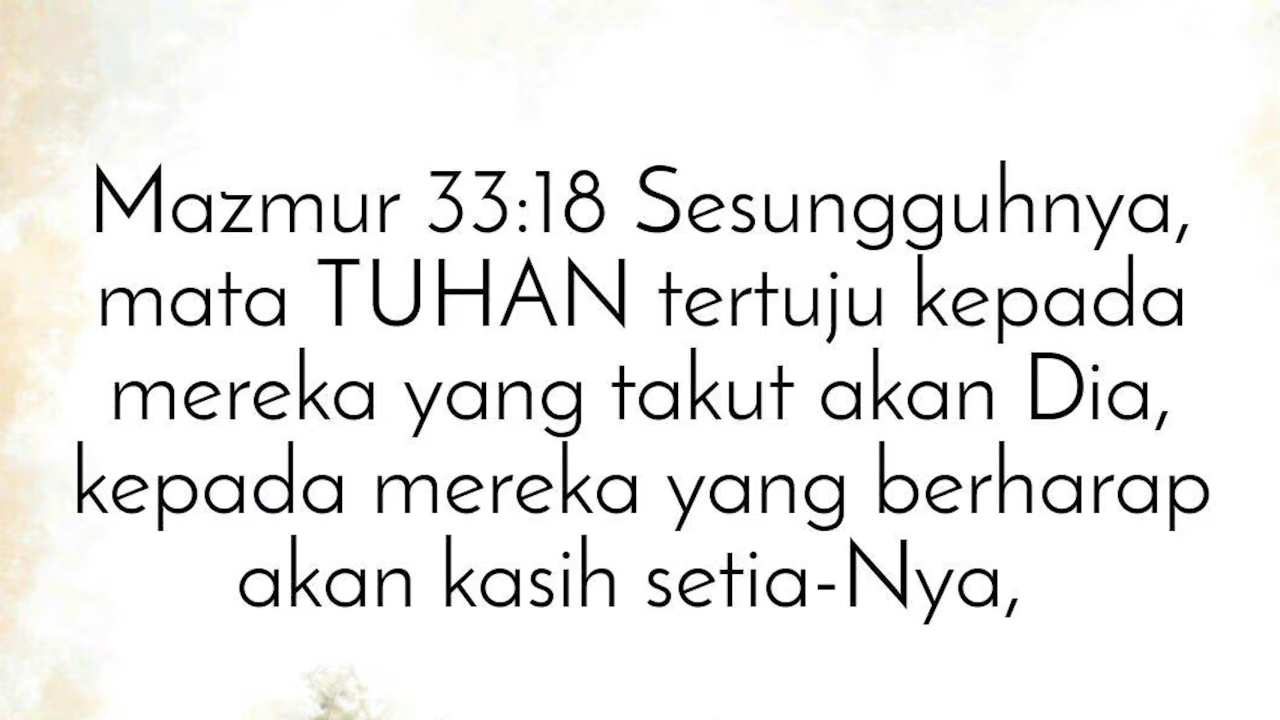 Mazmur 33:18 Sesungguhnya,
mata TUHAN tertuju kepada
mereka yang takut akan Dia,
kepada mereka yang berharap
akan kasih setia-Nya,